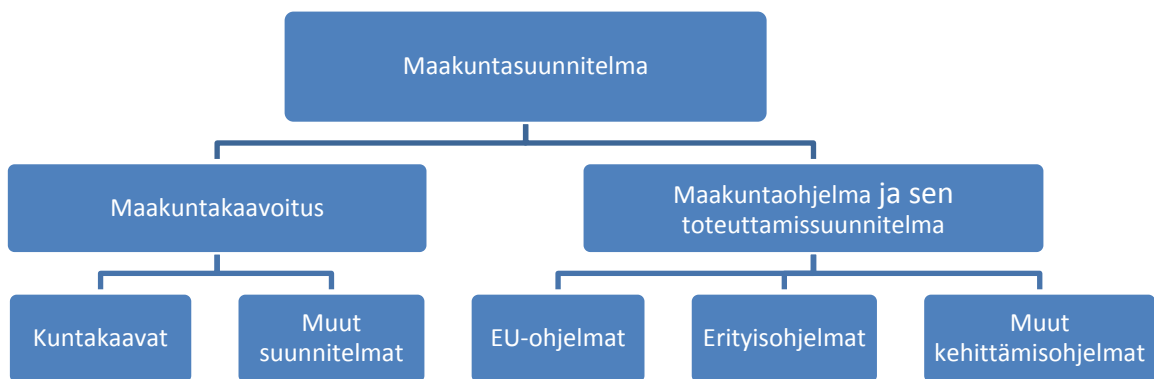 Maakuntasuunnitelma
Maakuntakaavoitus
Maakuntaohjelma ja sen
toteuttamissuunnitelma
Kuntakaavat
Muut
suunnitelmat
EU-ohjelmat
Erityisohjelmat
Muut
kehittämisohjelmat